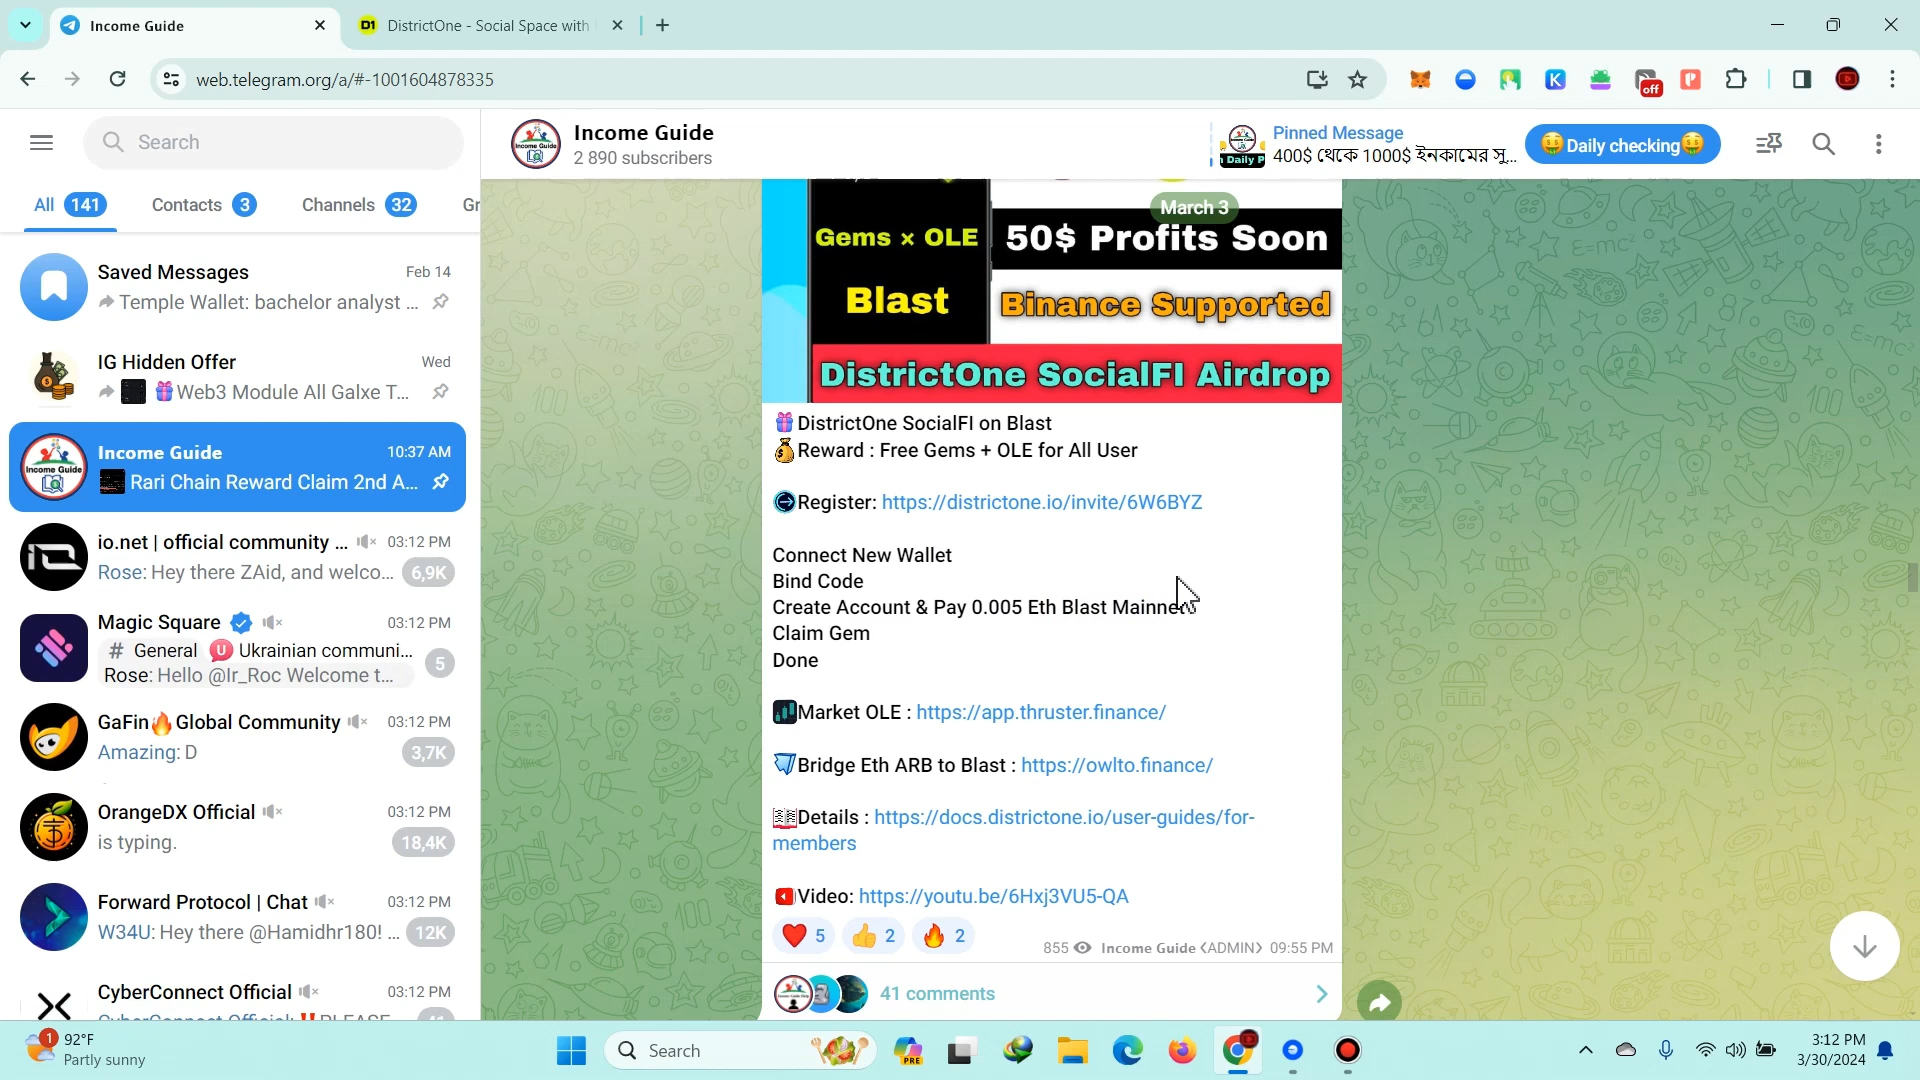 Income Guide
D1 DistrictOne - Social Space with
web.telegram.org/a/#-1001604878335
off
Search
All 141
Contacts 3
Channels 32
Gr
Saved Messages
Feb 14
Temple Wallet: bachelor analyst ...
IG Hidden Offer
Wed
🎁Web3 Module All Galxe T...
Income Guide
10:37 AM
Rari Chain Reward Claim 2nd A...
io.net | official community ...
03:12 PM
Rose: Hey there ZAid, and welco...
6,9K
Magic Square
03:12 PM
# General U Ukrainian communi...
Rose: Hello @Ir_Roc Welcome t...
5
GaFin🔥Global Community
03:12 PM
Amazing: D
3,7K
OrangeDX Official
03:12 PM
is typing.
18,4K
Forward Protocol | Chat
03:12 PM
W34U: Hey there @Hamidhr180! ...
12K
CyberConnect Official
03:12 PM
Income Guide
2 890 subscribers
Pinned Message
400$ থেকে 1000$ ইনকামের সু...
🤑Daily checking🤑
March 3
Gems × OLE
50$ Profits Soon
Blast
Binance Supported
DistrictOne SocialFI Airdrop
🎁DistrictOne SocialFI on Blast
💰Reward : Free Gems + OLE for All User
Register: https://districtone.io/invite/6W6BYZ
Connect New Wallet
Bind Code
Create Account & Pay 0.005 Eth Blast Mainnet
Claim Gem
Done
Market OLE : https://app.thruster.finance/
Bridge Eth ARB to Blast : https://owlto.finance/
Details : https://docs.districtone.io/user-guides/for-
members
Video: https://youtu.be/6Hxj3VU5-QA
❤️ 5 👍 2 🔥 2
855 Income Guide <ADMIN> 09:55 PM
41 comments
1
92°F
Partly sunny
Search
PRE
3:12 PM
3/30/2024